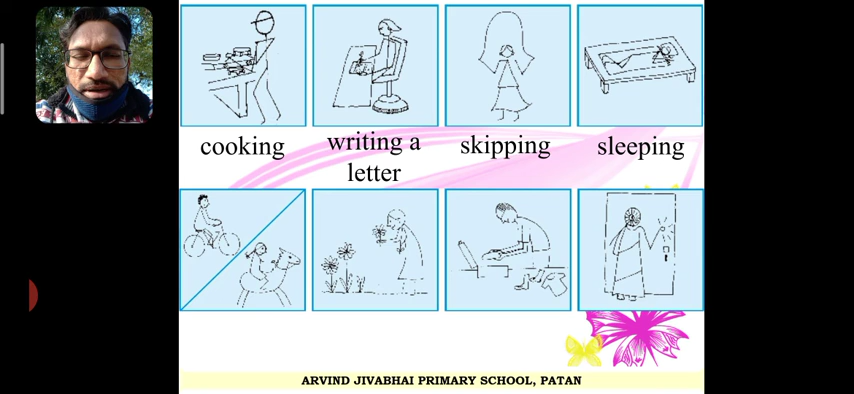 cooking
writing a
letter
skipping
sleeping
ARVIND JIVABHAI PRIMARY SCHOOL, PATAN